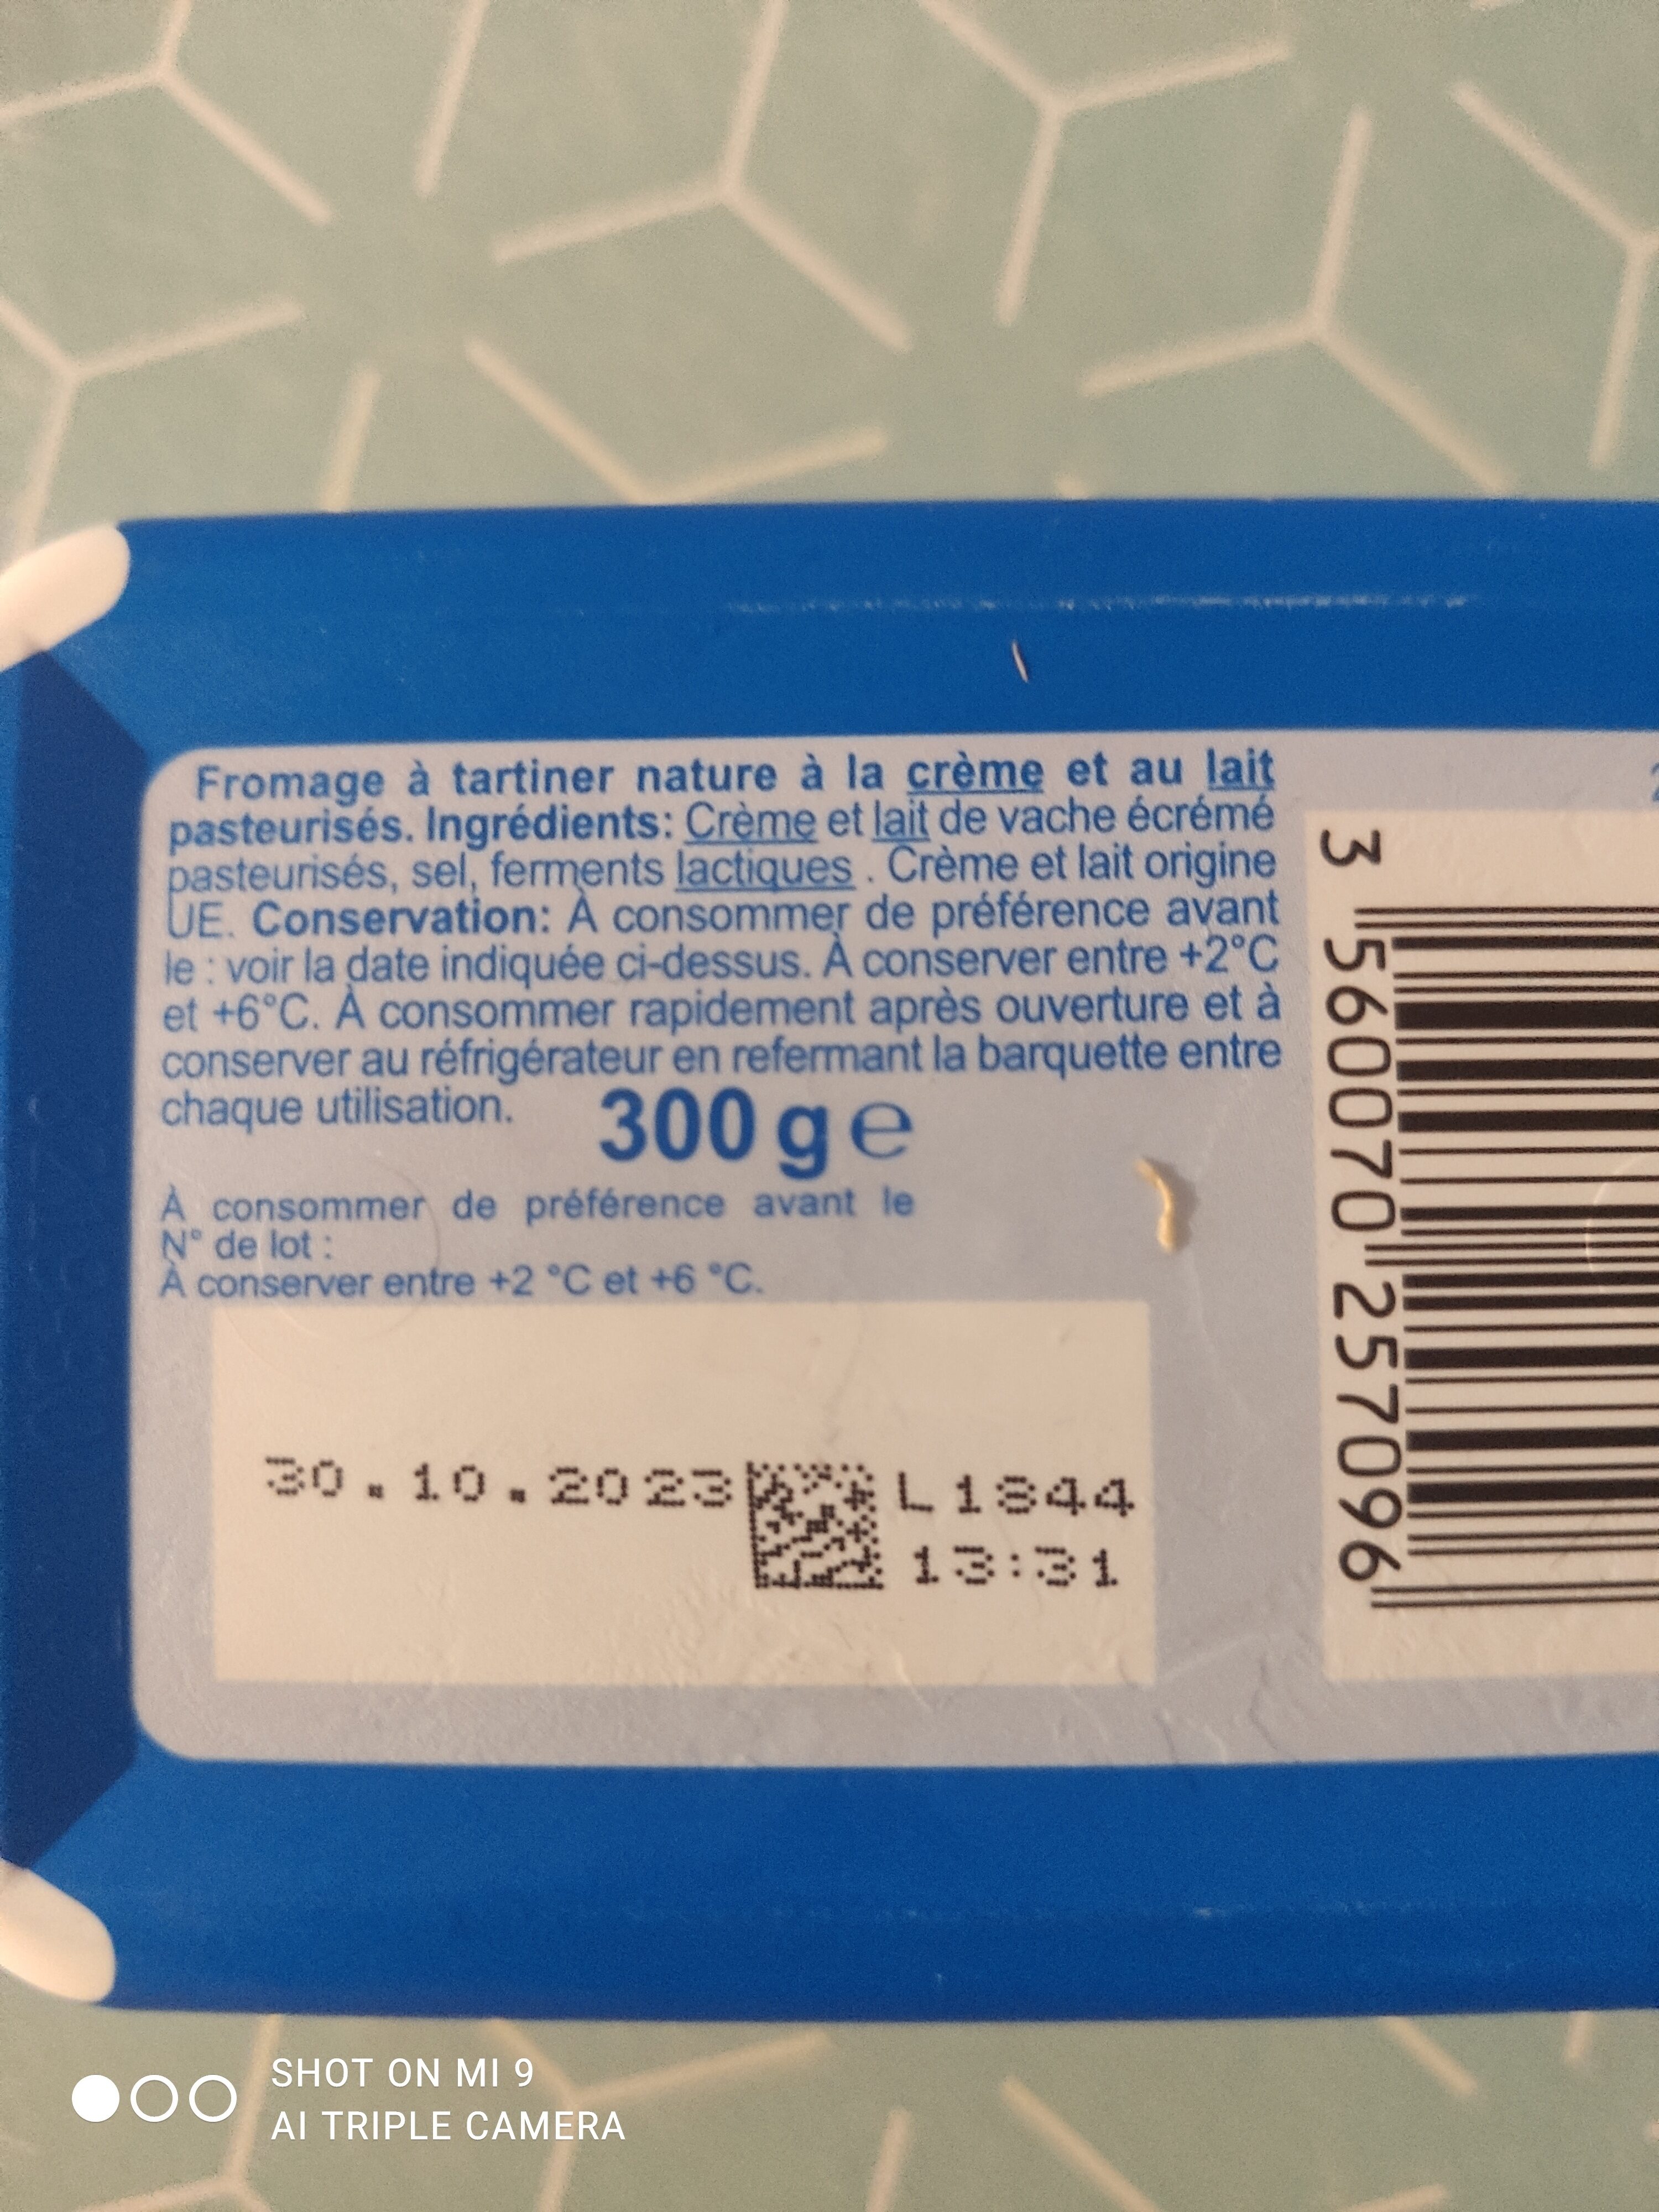 Fromage à tartiner nature à la crème et au lait
pasteurisés. Ingrédients: Crème et lait de vache écrémé
pasteurisés, sel, ferments lactiques . Crème et lait origine
UE. Conservation: À consommer de préférence avant
le : voir la date indiquée ci-dessus. À conserver entre +2°C
et +6°C. À consommer rapidement après ouverture et à
conserver au réfrigérateur en refermant la barquette entre
chaque utilisation.
300 g e
À consommer de préférence avant le
N° de lot :
À conserver entre +2 °C et +6 °C.
30.10.2023 L1844
13:31
3 560070 257096
SHOT ON MI 9
AI TRIPLE CAMERA